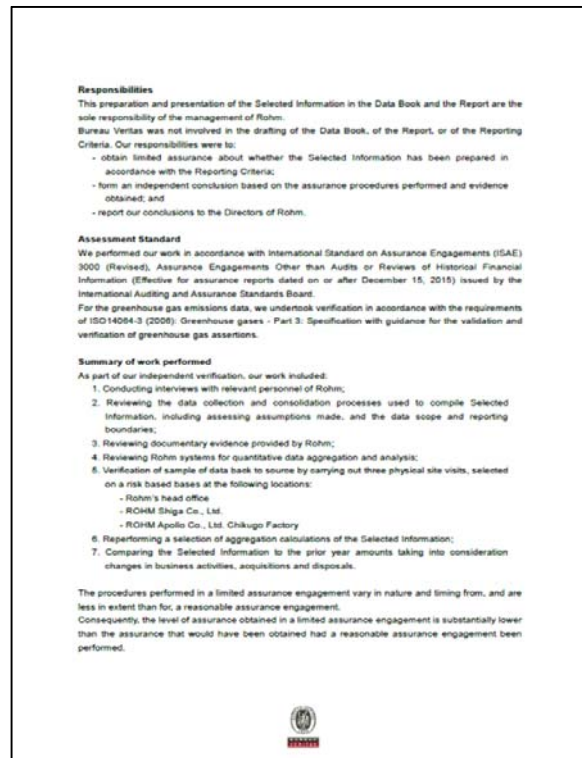 Responsibilities
This preparation and presentation of the Selected Information in the Data Book and the Report are the
sole responsibility of the management of Rohm.
Bureau Veritas was not involved in the drafting of the Data Book, of the Report, or of the Reporting
Criteria. Our responsibilities were to:
- obtain limited assurance about whether the Selected Information has been prepared in
accordance with the Reporting Criteria;
- form an independent conclusion based on the assurance procedures performed and evidence
obtained; and
- report our conclusions to the Directors of Rohm.
Assessment Standard
We performed our work in accordance with International Standard on Assurance Engagements (ISAE)
3000 (Revised), Assurance Engagements Other than Audits or Reviews of Historical Financial
Information (Effective for assurance reports dated on or after December 15, 2015) issued by the
International Auditing and Assurance Standards Board.
For the greenhouse gas emissions data, we undertook verification in accordance with the requirements
of ISO14064-3 (2006): Greenhouse gases - Part 3: Specification with guidance for the validation and
verification of greenhouse gas assertions.
Summary of work performed
As part of our independent verification, our work included:
1. Conducting interviews with relevant personnel of Rohm;
2. Reviewing the data collection and consolidation processes used to compile Selected
Information, including assessing assumptions made, and the data scope and reporting
boundaries;
3. Reviewing documentary evidence provided by Rohm;
4. Reviewing Rohm systems for quantitative data aggregation and analysis;
5. Verification of sample of data back to source by carrying out three physical site visits, selected
on a risk based bases at the following locations:
- Rohm's head office
- ROHM Shiga Co., Ltd.
- ROHM Apollo Co., Ltd. Chikugo Factory
6. Reperforming a selection of aggregation calculations of the Selected Information;
7. Comparing the Selected Information to the prior year amounts taking into consideration
changes in business activities, acquisitions and disposals.
The procedures performed in a limited assurance engagement vary in nature and timing from, and are
less in extent than for, a reasonable assurance engagement.
Consequently, the level of assurance obtained in a limited assurance engagement is substantially lower
than the assurance that would have been obtained had a reasonable assurance engagement been
performed.
BUREAU
VERITAS